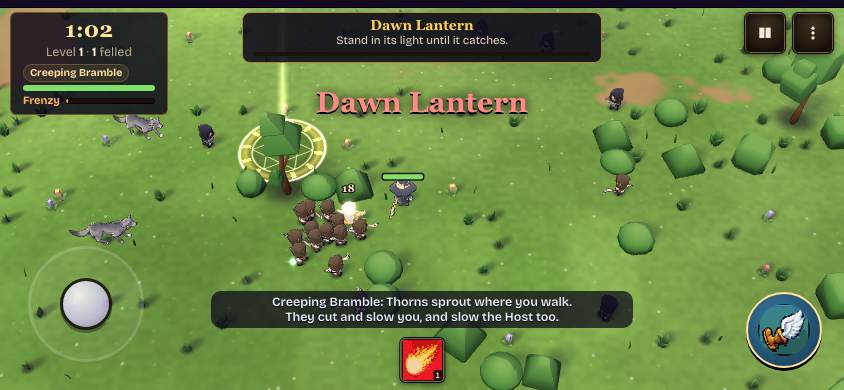 1:02
Level 1 · 1 felled
Creeping Bramble
Frenzy
Dawn Lantern
Stand in its light until it catches.
Dawn Lantern
18
Creeping Bramble: Thorns sprout where you walk.
They cut and slow you, and slow the Host too.
1